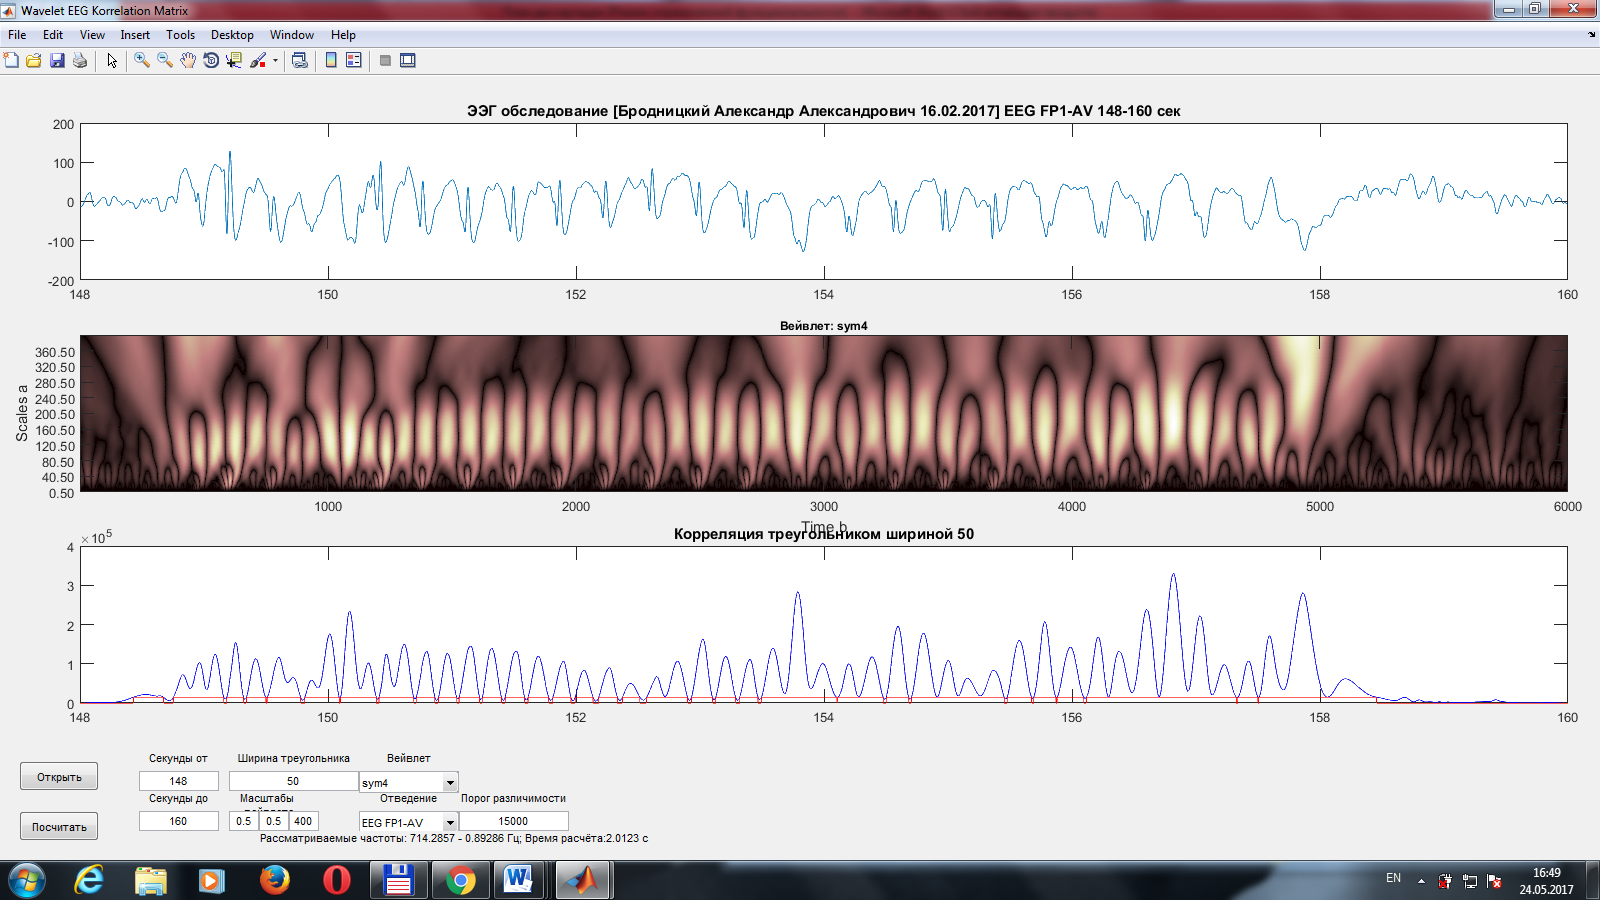 Wavelet EEG Korrelation Matrix
File Edit View Insert Tools Desktop Window Help
ЭЭГ обследование [Бродницкий Александр Александрович 16.02.2017] EEG FP1-AV 148-160 сек
200
100
0
-100
-200
148 150 152 154 156 158 160
Вейвлет: sym4
Scales a
360.50
320.50
280.50
240.50
200.50
160.50
120.50
80.50
40.50
0.50
1000 2000 3000 4000 5000 6000
Time b
Корреляция треугольником шириной 50
×10^5
4
3
2
1
0
148 150 152 154 156 158 160
Открыть
Посчитать
Секунды от Ширина треугольника Вейвлет
148 50 sym4
Секунды до Масштабы Отведение Порог различимости
160 0.5 0.5 400 EEG FP1-AV 15000
Рассматриваемые частоты: 714.2857 - 0.89286 Гц; Время расчёта:2.0123 с
EN
16:49
24.05.2017